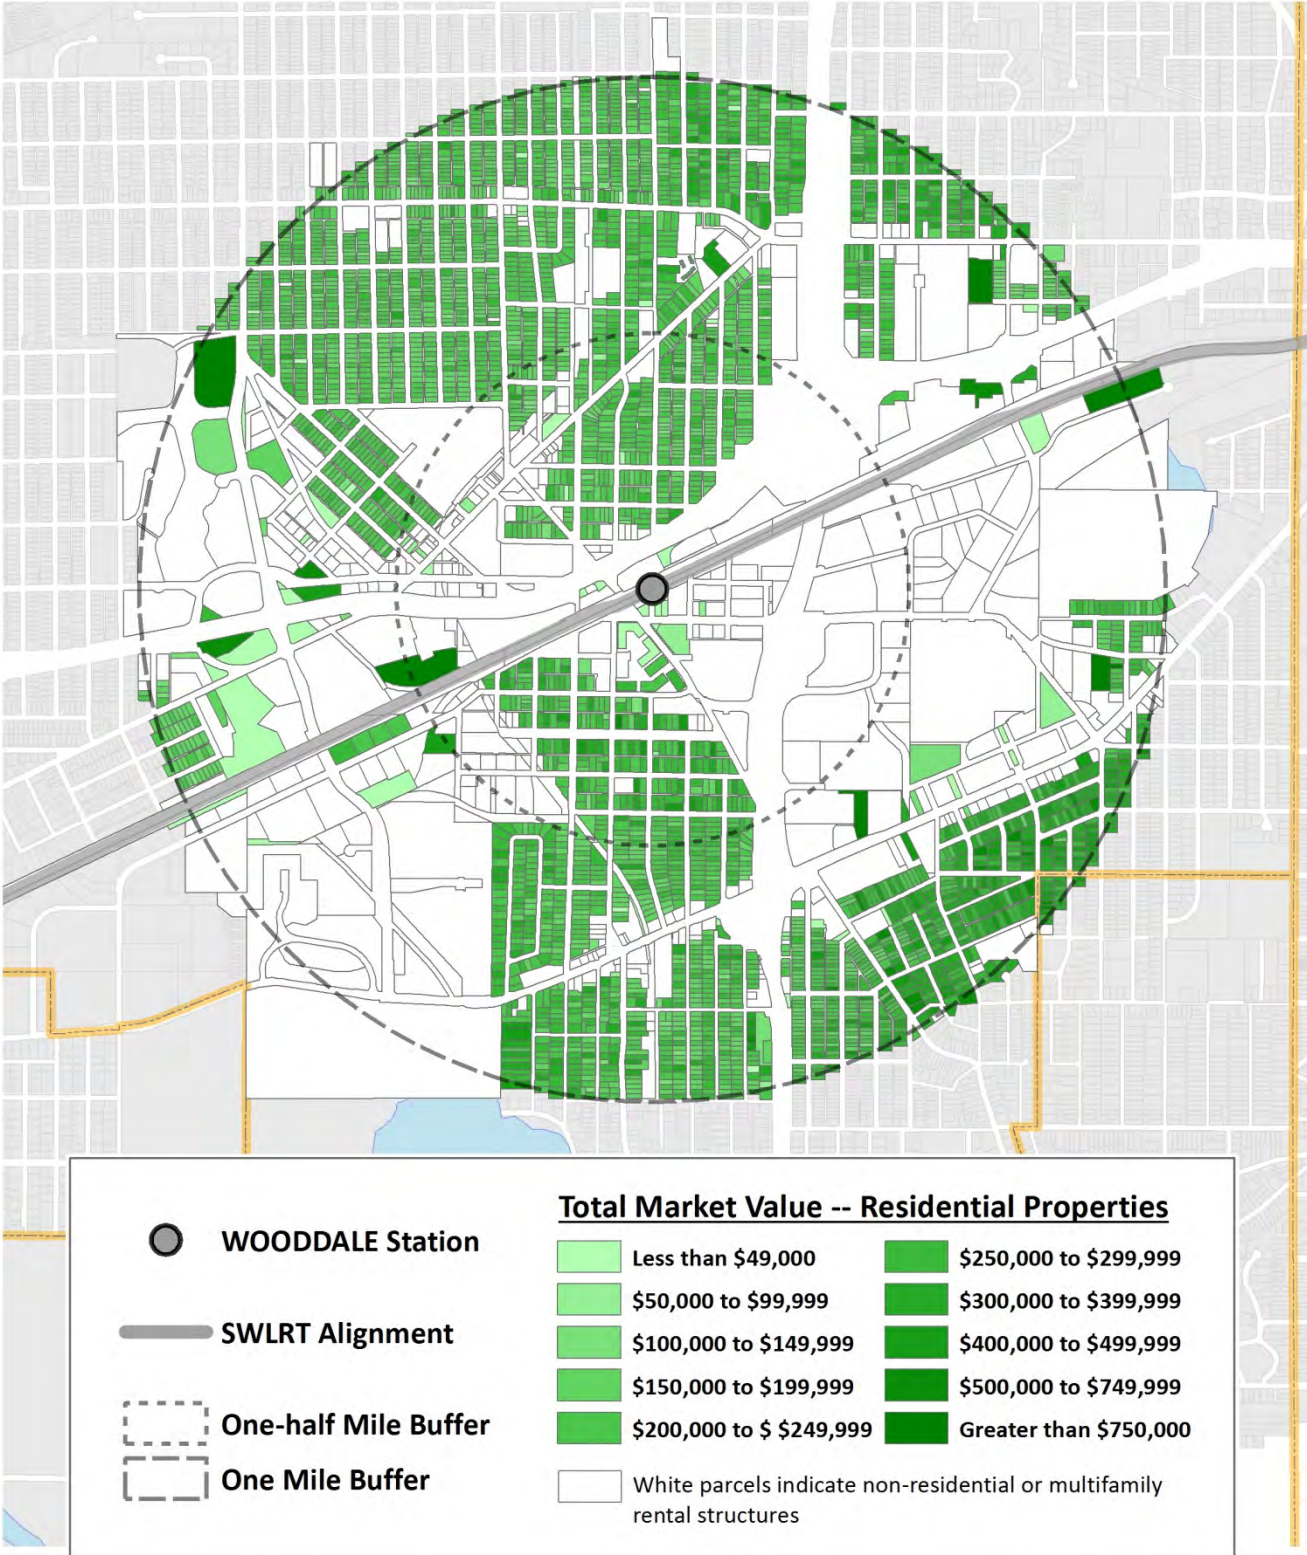 WOODDALE Station
SWLRT Alignment
One-half Mile Buffer
One Mile Buffer
Total Market Value -- Residential Properties
Less than $49,000
$50,000 to $99,999
$100,000 to $149,999
$150,000 to $199,999
$200,000 to $ $249,999
$250,000 to $299,999
$300,000 to $399,999
$400,000 to $499,999
$500,000 to $749,999
Greater than $750,000
White parcels indicate non-residential or multifamily
rental structures